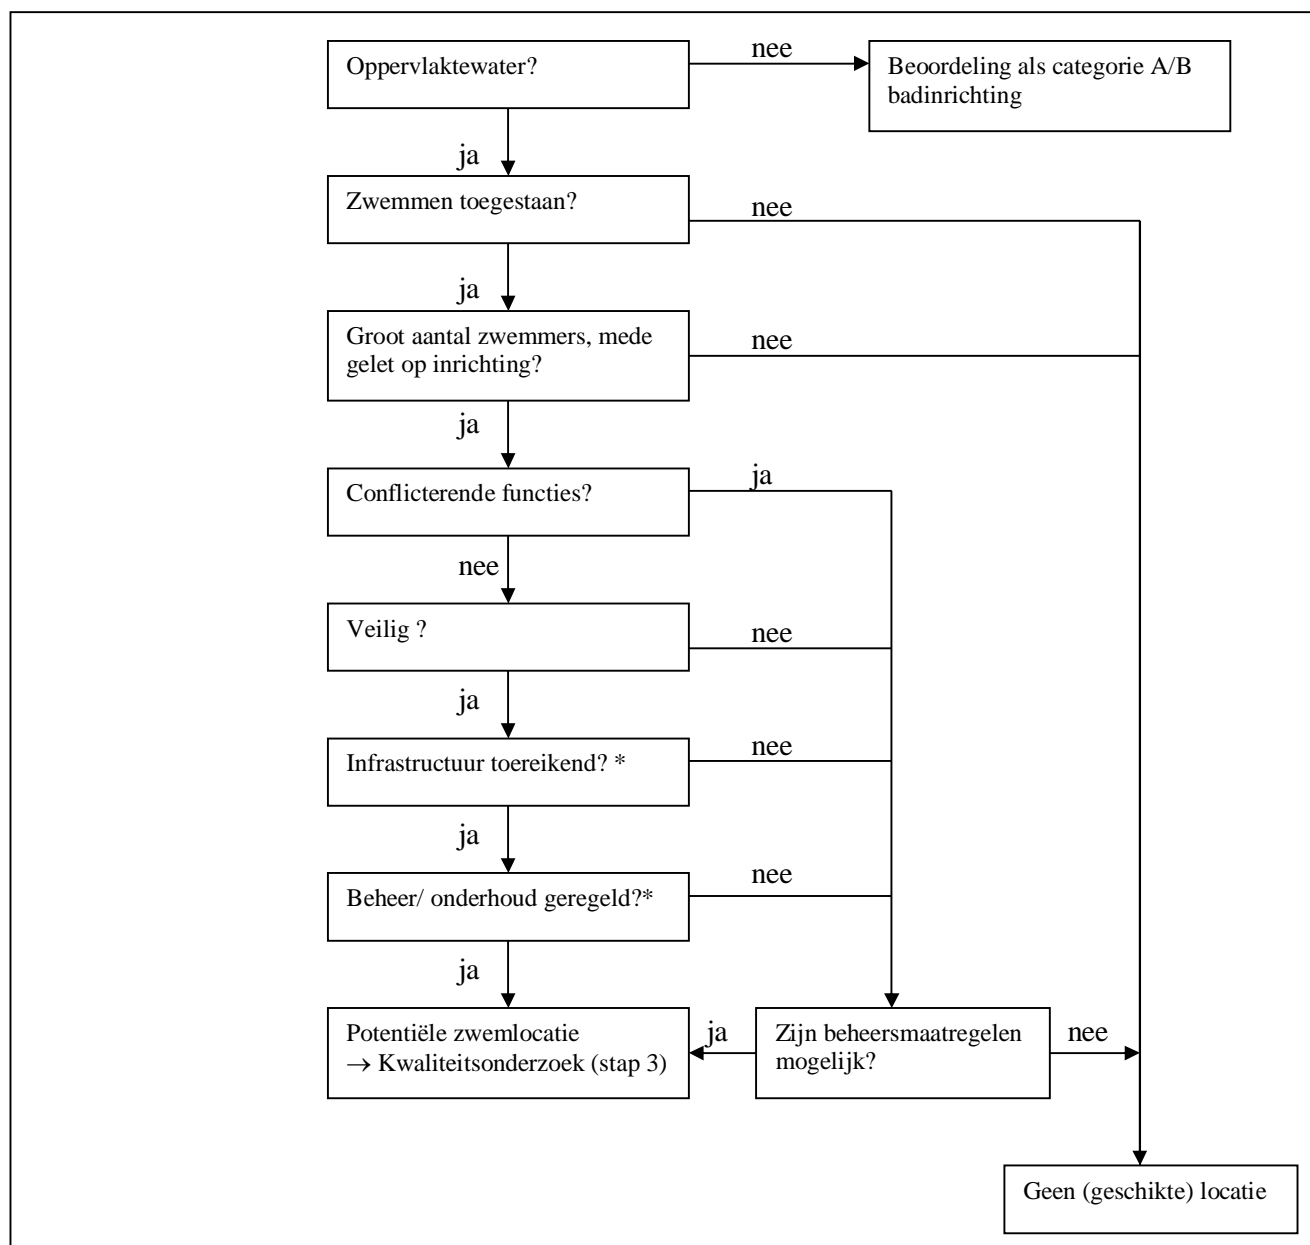 Oppervlaktewater?
nee
Beoordeling als categorie A/B
badinrichting
ja
Zwemmen toegestaan?
nee
ja
Groot aantal zwemmers, mede
gelet op inrichting?
nee
ja
Conflicterende functies?
ja
nee
Veilig ?
nee
ja
Infrastructuur toereikend? *
nee
ja
Beheer/ onderhoud geregeld?*
nee
ja
Potentiële zwemlocatie
→ Kwaliteitsonderzoek (stap 3)
ja
Zijn beheersmaatregelen
mogelijk?
nee
Geen (geschikte) locatie